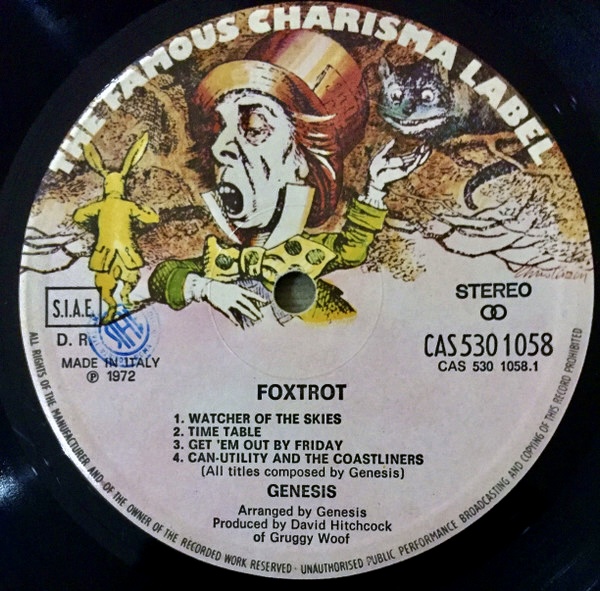 THE FAMOUS CHARISMA LABEL
S.I.A.E.
D. R.
MADE IN ITALY
℗ 1972
STEREO
CAS 530 1058
CAS 530 1058.1
FOXTROT
1. WATCHER OF THE SKIES
2. TIME TABLE
3. GET 'EM OUT BY FRIDAY
4. CAN-UTILITY AND THE COASTLINERS
(All titles composed by Genesis)
GENESIS
Arranged by Genesis
Produced by David Hitchcock
of Gruggy Woof
ALL RIGHTS OF THE MANUFACTURER AND OF THE OWNER OF THE RECORDED WORK RESERVED · UNAUTHORISED PUBLIC PERFORMANCE BROADCASTING AND COPYING OF THIS RECORD PROHIBITED